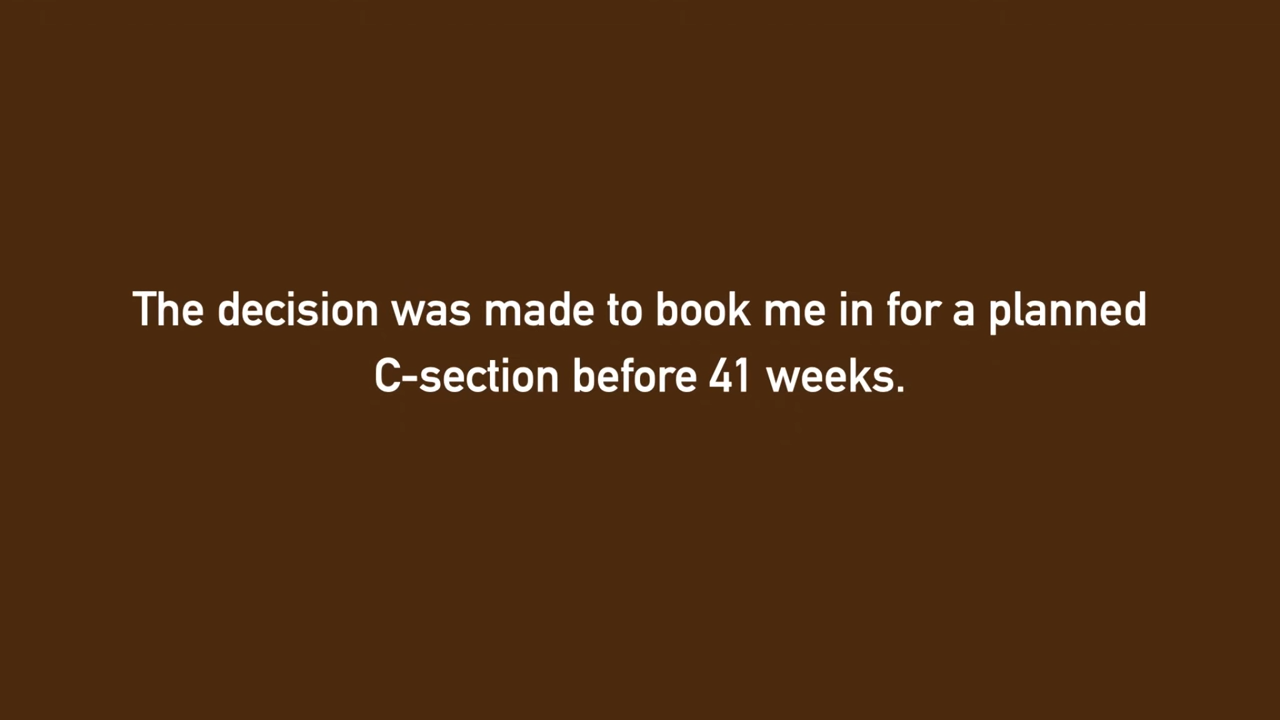 The decision was made to book me in for a planned
C-section before 41 weeks.